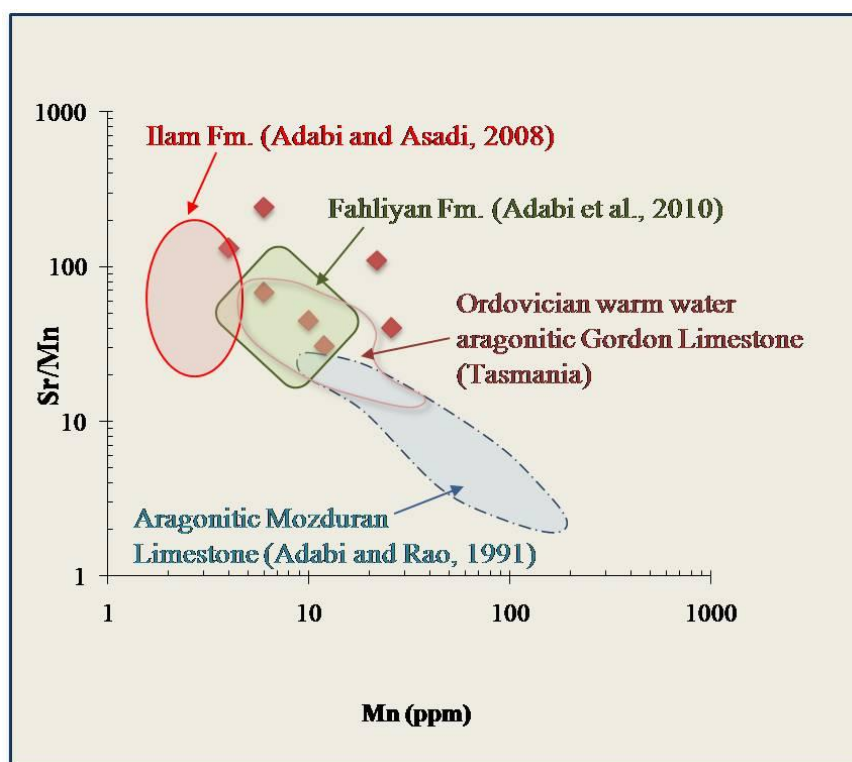 1000
Ilam Fm. (Adabi and Asadi, 2008)
Fahliyan Fm. (Adabi et al., 2010)
100
Ordovician warm water
aragonitic Gordon Limestone
(Tasmania)
Sr/Mn
10
Aragonitic Mozduran
Limestone (Adabi and Rao, 1991)
1
1
10
100
1000
Mn (ppm)